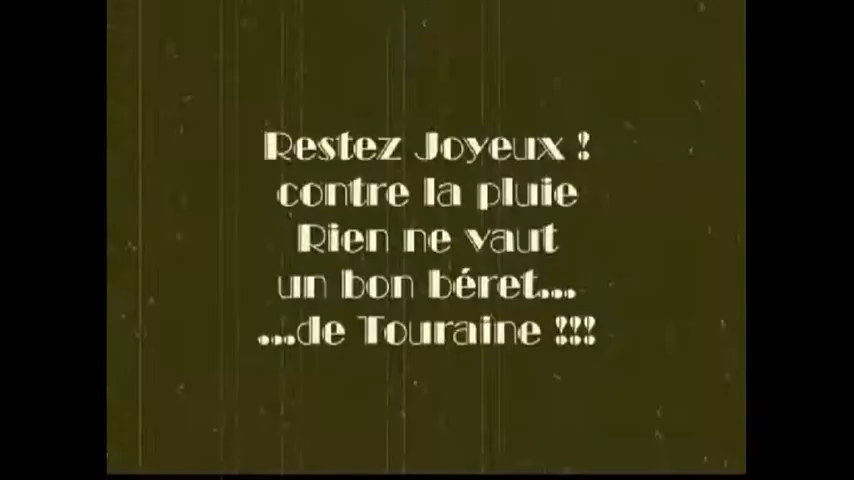 Restez Joyeux !
contre la pluie
Rien ne vaut
un bon béret...
...de Touraine !!!